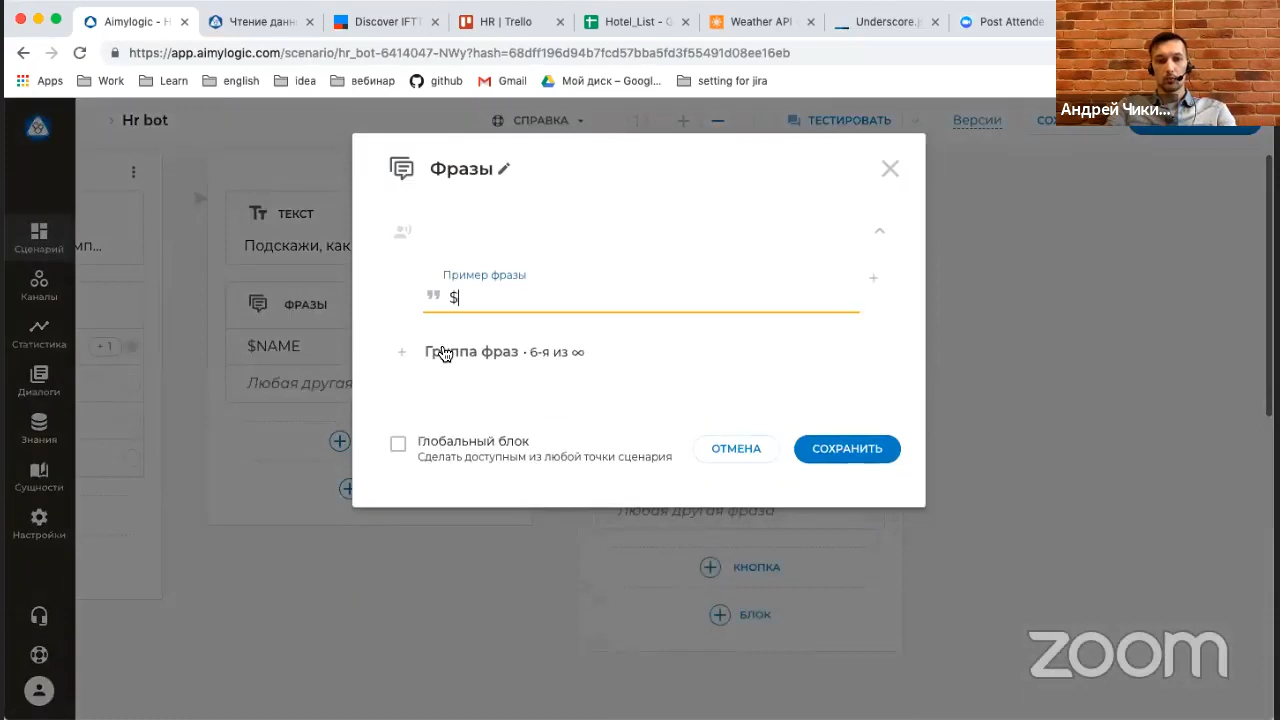 Aimylogic - H
Чтение данн
Discover IFT
HR | Trello
Hotel_List - G
Weather API
Underscore.j
Post Attende
https://app.aimylogic.com/scenario/hr_bot-6414047-NWy?hash=68dff196d94b7fcd57bba5fd3f55491d08ee16eb
Apps
Work
Learn
english
idea
вебинар
github
Gmail
Мой диск – Googl...
setting for jira
Андрей Чики...
Hr bot
СПРАВКА
ТЕСТИРОВАТЬ
Версии
СО
Фразы
ТЕКСТ
Подскажи, как
мп...
Пример фразы
$
ФРАЗЫ
$NAME
+ 1
Любая другая
Группа фраз · 6-я из ∞
Глобальный блок
Сделать доступным из любой точки сценария
ОТМЕНА
СОХРАНИТЬ
Любая другая фраза
КНОПКА
БЛОК
Сценарий
Каналы
Статистика
Диалоги
Знания
Сущности
Настройки
zoom